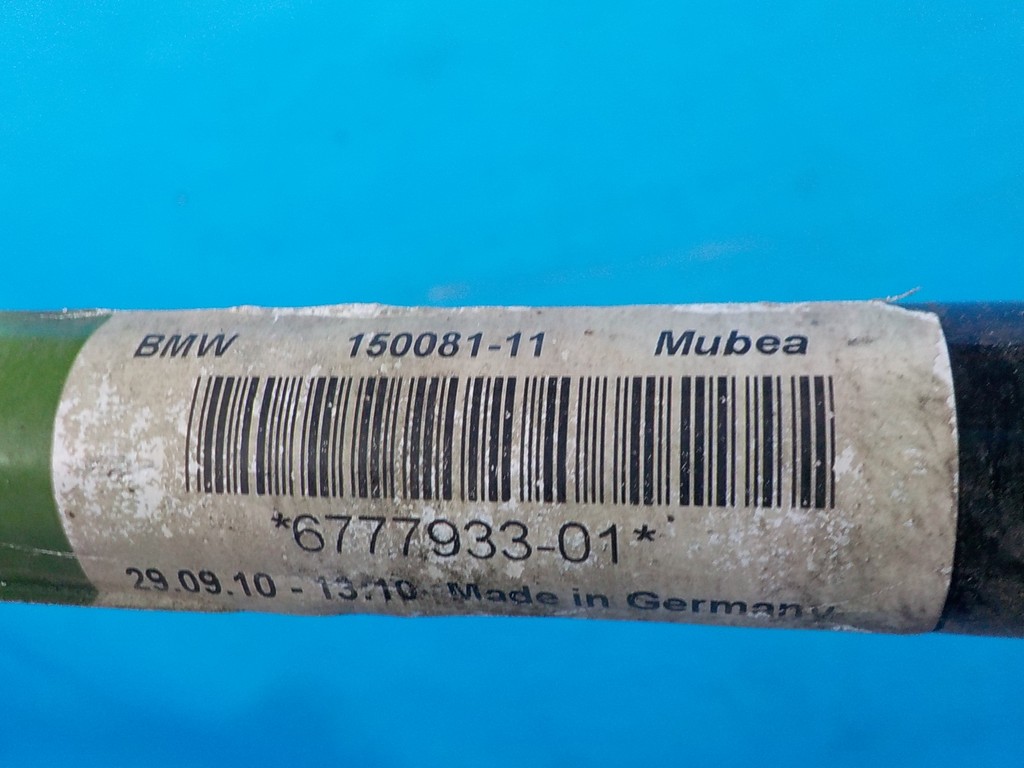 BMW 150081-11 Mubea
*6777933-01*
29.09.10 - 13:10 Made in Germany